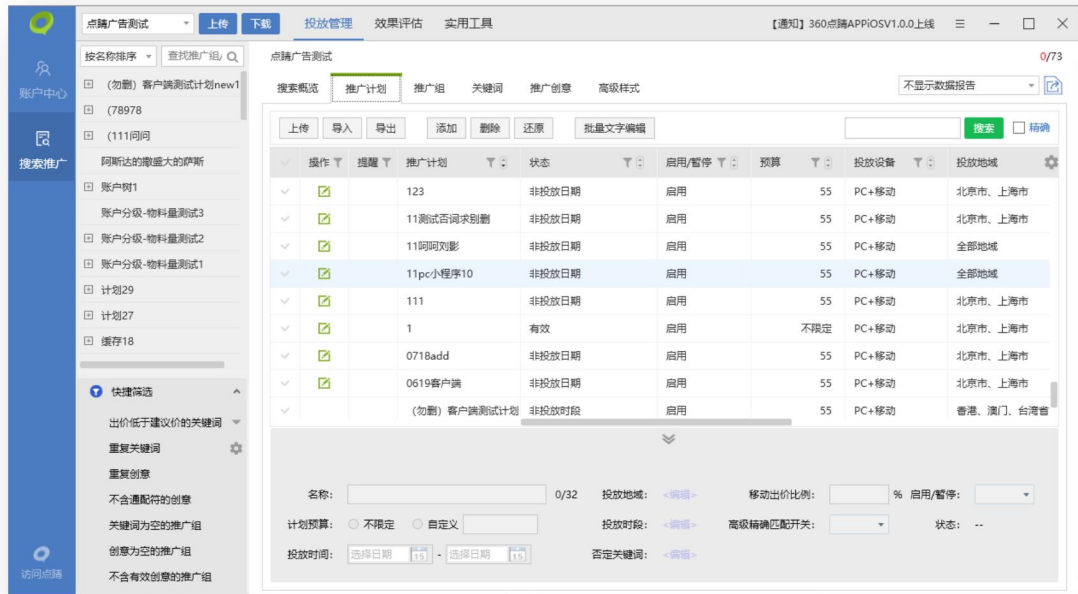 点睛广告测试 上传 下载 投放管理 效果评估 实用工具 【通知】360点睛APPiOSV1.0.0上线
账户中心
搜索推广
访问点睛
按名称排序 查找推广组/
(勿删) 客户端测试计划new1
(78978
(111问问
阿斯达的撒盛大的萨斯
账户树1
账户分级-物料量测试3
账户分级-物料量测试2
账户分级-物料量测试1
计划29
计划27
缓存18
快捷筛选
出价低于建议价的关键词
重复关键词
重复创意
不含通配符的创意
关键词为空的推广组
创意为空的推广组
不含有效创意的推广组
点睛广告测试 0/73
搜索概览 推广计划 推广组 关键词 推广创意 高级样式 不显示数据报告
上传 导入 导出 添加 删除 还原 批量文字编辑 搜索 精确
操作 提醒 推广计划 状态 启用/暂停 预算 投放设备 投放地域
123 非投放日期 启用 55 PC+移动 北京市、上海市
11测试否词求别删 非投放日期 启用 55 PC+移动 北京市、上海市
11呵呵刘影 非投放日期 启用 55 PC+移动 全部地域
11pc小程序10 非投放日期 启用 55 PC+移动 全部地域
111 非投放日期 启用 55 PC+移动 北京市、上海市
1 有效 启用 不限定 PC+移动 北京市、上海市
0718add 非投放日期 启用 55 PC+移动 北京市、上海市
0619客户端 非投放日期 启用 55 PC+移动 北京市、上海市
(勿删) 客户端测试计划 非投放时段 启用 55 PC+移动 香港、澳门、台湾省
名称: 0/32 投放地域: <编辑> 移动出价比例: % 启用/暂停:
计划预算: 不限定 自定义 投放时段: <编辑> 高级精确匹配开关: 状态: --
投放时间: 选择日期 15 - 选择日期 15 否定关键词: <编辑>